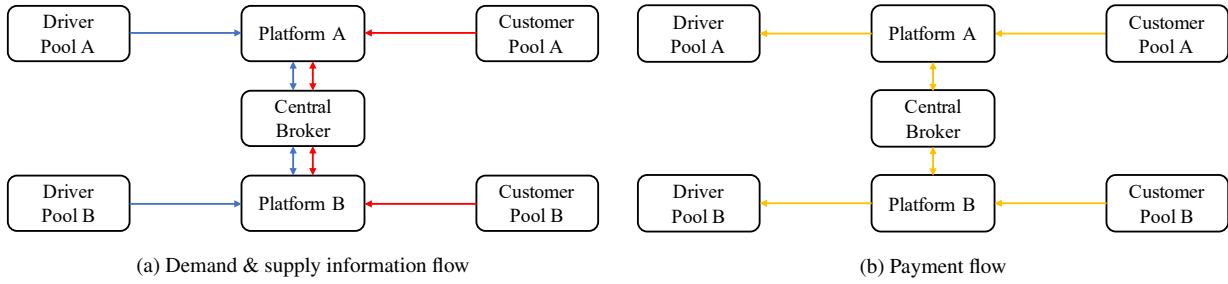 Driver
Pool A
Platform A
Customer
Pool A
Central
Broker
Driver
Pool B
Platform B
Customer
Pool B
(a) Demand & supply information flow
Driver
Pool A
Platform A
Customer
Pool A
Central
Broker
Driver
Pool B
Platform B
Customer
Pool B
(b) Payment flow